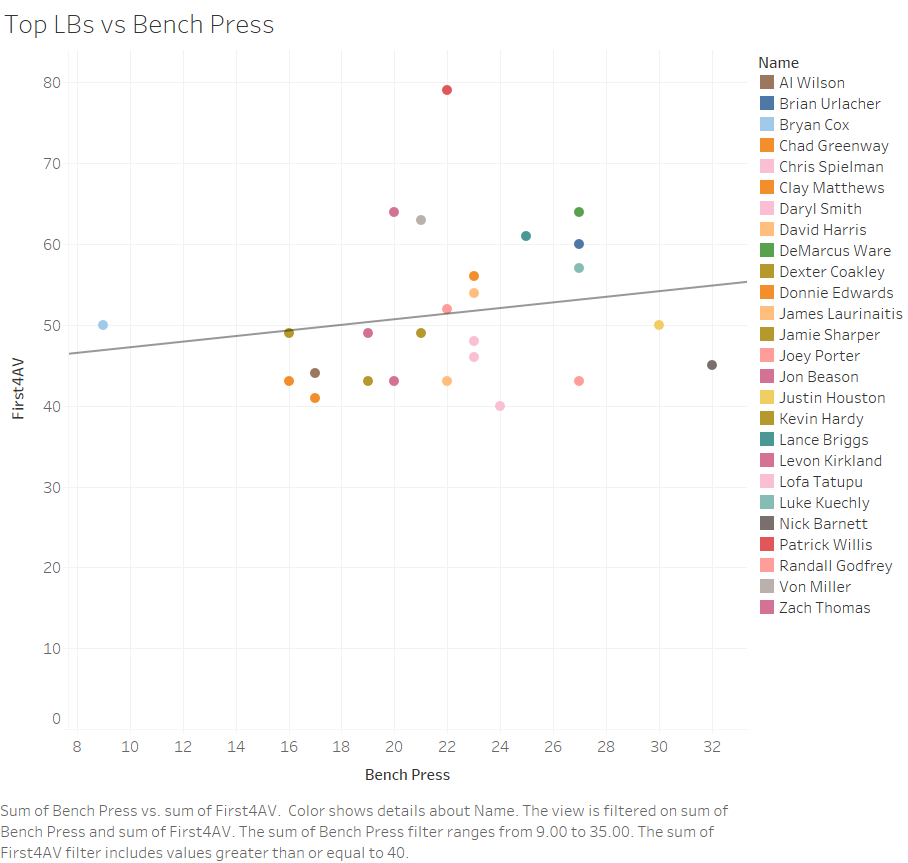 Top LBs vs Bench Press
80
70
60
50
40
30
20
10
0
First4AV
8 10 12 14 16 18 20 22 24 26 28 30 32
Bench Press
Name
Al Wilson
Brian Urlacher
Bryan Cox
Chad Greenway
Chris Spielman
Clay Matthews
Daryl Smith
David Harris
DeMarcus Ware
Dexter Coakley
Donnie Edwards
James Laurinaitis
Jamie Sharper
Joey Porter
Jon Beason
Justin Houston
Kevin Hardy
Lance Briggs
Levon Kirkland
Lofa Tatupu
Luke Kuechly
Nick Barnett
Patrick Willis
Randall Godfrey
Von Miller
Zach Thomas
Sum of Bench Press vs. sum of First4AV.  Color shows details about Name. The view is filtered on sum of
Bench Press and sum of First4AV. The sum of Bench Press filter ranges from 9.00 to 35.00. The sum of
First4AV filter includes values greater than or equal to 40.